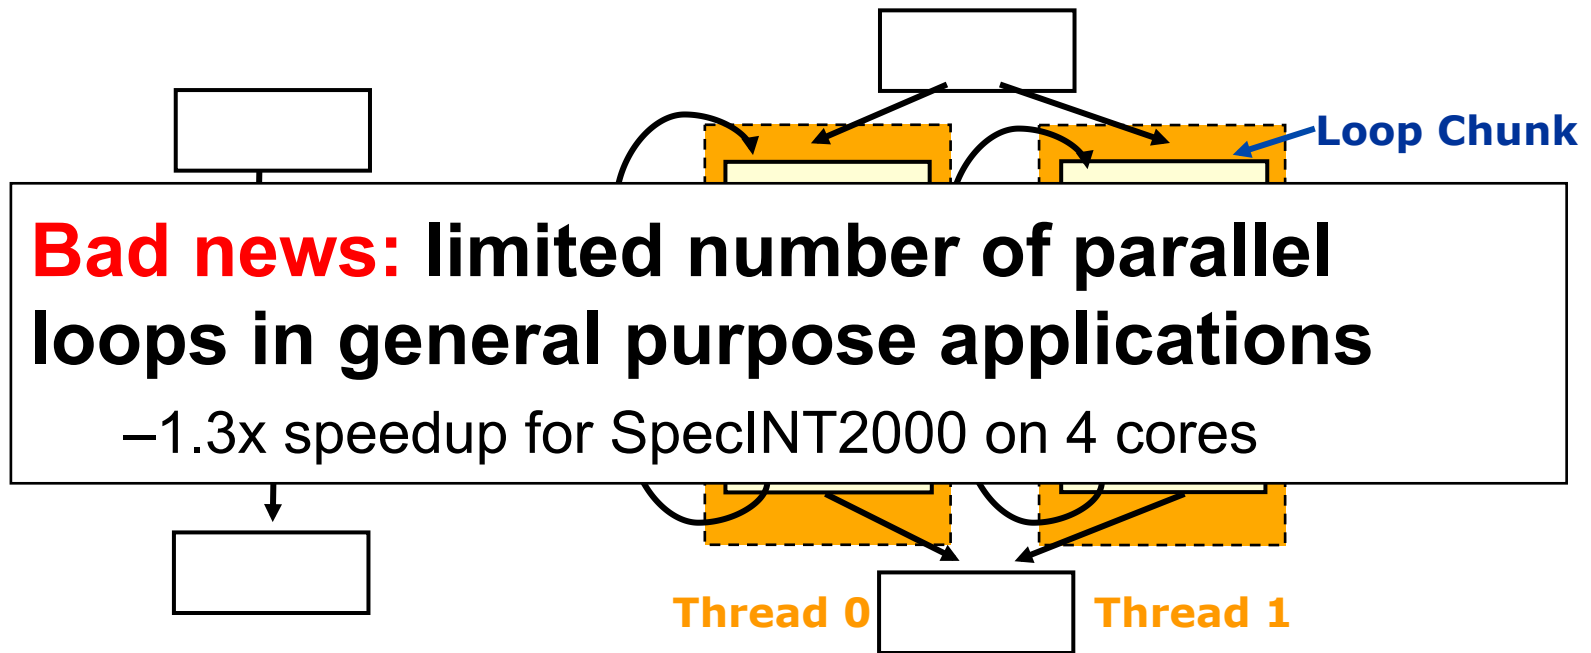 Loop Chunk
Bad news: limited number of parallel
loops in general purpose applications
–1.3x speedup for SpecINT2000 on 4 cores
Thread 0
Thread 1